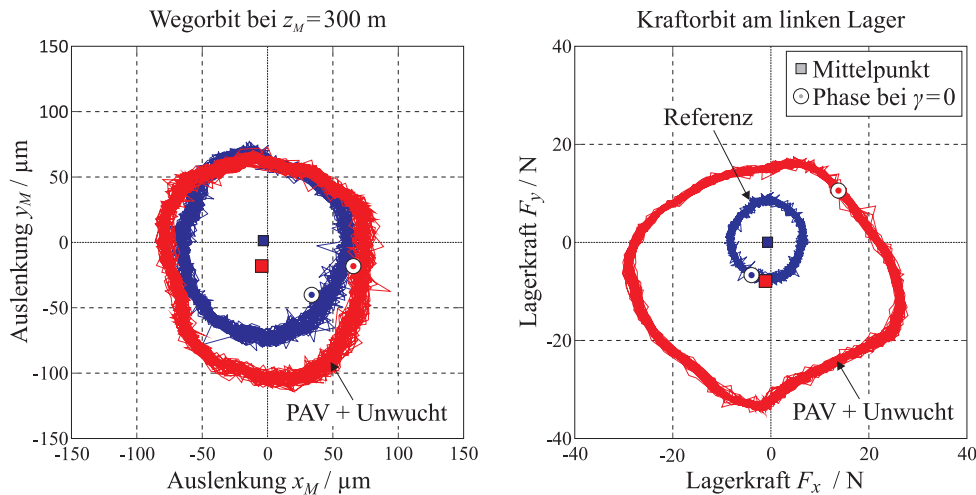 Wegorbit bei z_M = 300 m
150
100
50
0
-50
-100
-150
-150
-100
-50
0
50
100
150
Auslenkung y_M / µm
Auslenkung x_M / µm
PAV + Unwucht
Kraftorbit am linken Lager
Mittelpunkt
Phase bei γ=0
Referenz
40
20
0
-20
-40
-40
-20
0
20
40
Lagerkraft F_y / N
Lagerkraft F_x / N
PAV + Unwucht